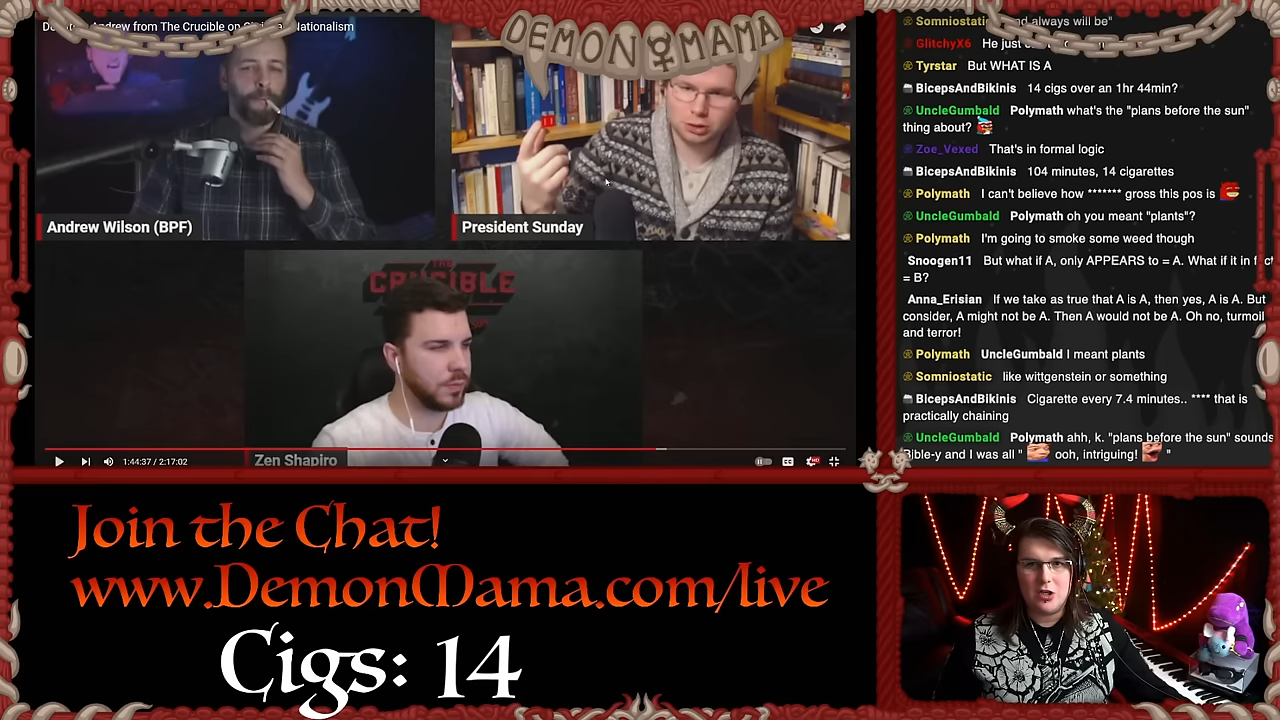 Andrew from The Crucible on
DEMON MAMA
Andrew Wilson (BPF)
President Sunday
THE
CRUCIBLE
1:44:37 / 2:17:02
Zen Shapiro
HD
nd always will be"
GlitchyX6 He just
Tyrstar But WHAT IS A
BicepsAndBikinis 14 cigs over an 1hr 44min?
UncleGumbald Polymath what's the "plans before the sun"
thing about?
Zoe_Vexed That's in formal logic
BicepsAndBikinis 104 minutes, 14 cigarettes
Polymath I can't believe how ******* gross this pos is
UncleGumbald Polymath oh you meant "plants"?
Polymath I'm going to smoke some weed though
Snoogen11 But what if A, only APPEARS to = A. What if it in
= B?
Anna_Erisian If we take as true that A is A, then yes, A is A. But
consider, A might not be A. Then A would not be A. Oh no, turmoil
and terror!
Polymath UncleGumbald I meant plants
Somniostatic like wittgenstein or something
BicepsAndBikinis Cigarette every 7.4 minutes.. **** that is
practically chaining
UncleGumbald Polymath ahh, k. "plans before the sun" sounds
Bible-y and I was all " ooh, intriguing! "
Join the Chat!
www.DemonMama.com/live
Cigs: 14